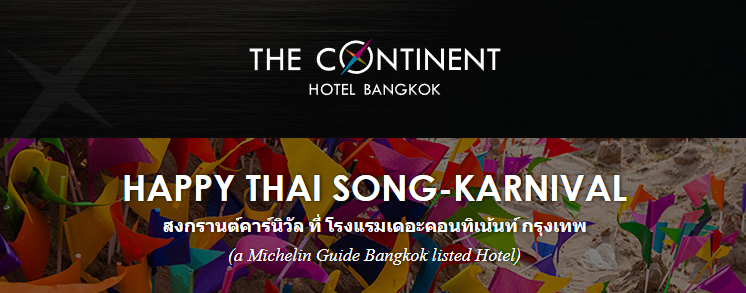 THE CONTINENT
HOTEL BANGKOK
HAPPY THAI SONG-KARNIVAL
สงกรานต์คาร์นิวัล ที่ โรงแรมเดอะคอนทิเน้นท์ กรุงเทพ
(a Michelin Guide Bangkok listed Hotel)